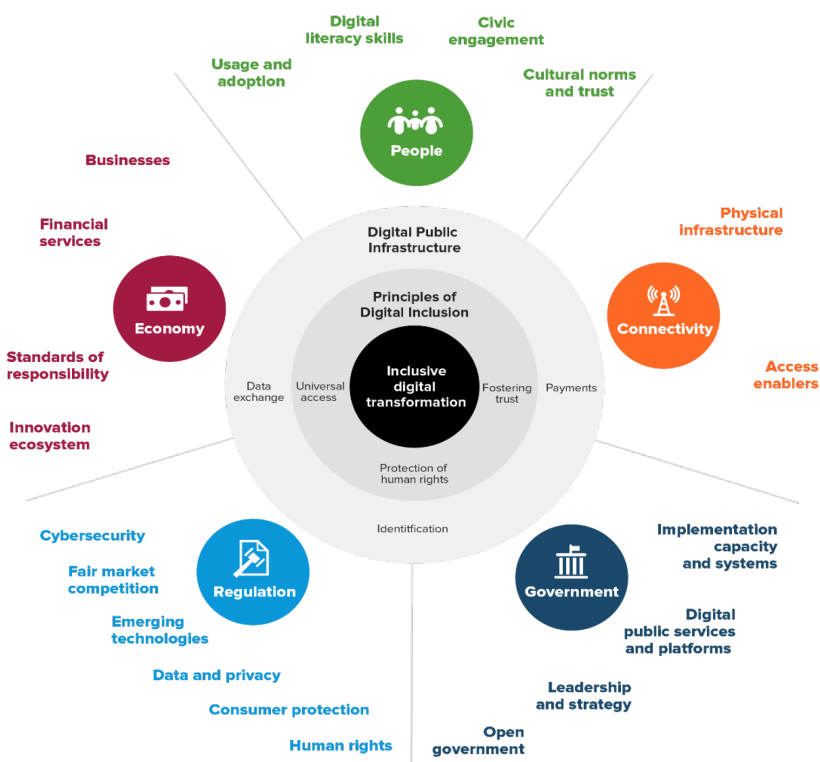 Digital
literacy skills
Civic
engagement
Usage and
adoption
Cultural norms
and trust
People
Businesses
Financial
services
Economy
Standards of
responsibility
Innovation
ecosystem
Physical
infrastructure
Connectivity
Access
enablers
Digital Public
Infrastructure
Principles of
Digital Inclusion
Inclusive
digital
transformation
Data
exchange
Universal
access
Fostering
trust
Payments
Protection of
human rights
Identitfication
Cybersecurity
Fair market
competition
Regulation
Emerging
technologies
Data and privacy
Consumer protection
Human rights
Implementation
capacity
and systems
Government
Digital
public services
and platforms
Leadership
and strategy
Open
government